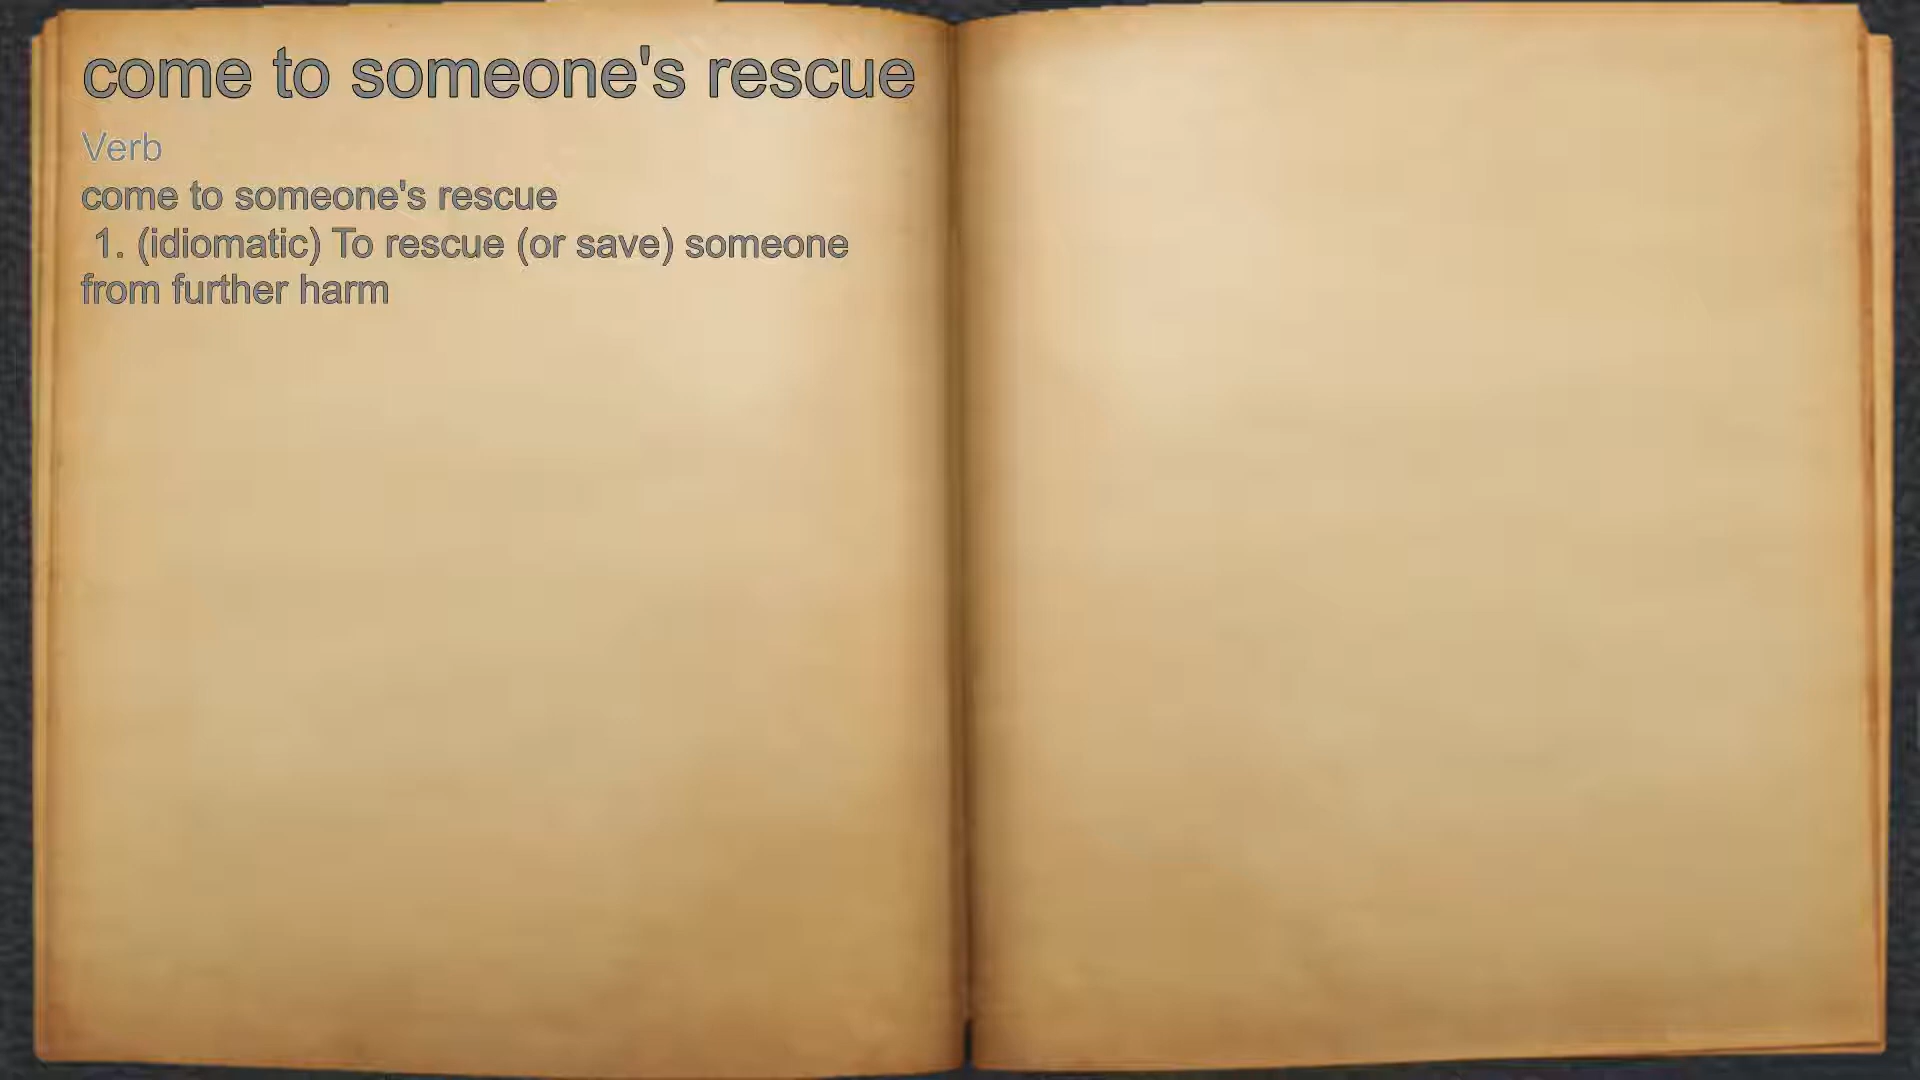 come to someone's rescue
Verb
come to someone's rescue
1. (idiomatic) To rescue (or save) someone
from further harm